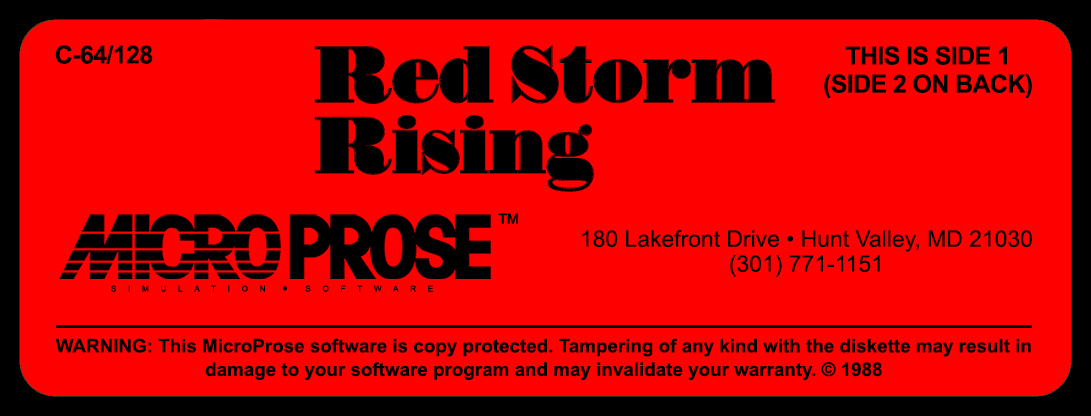 C-64/128
Red Storm
Rising
THIS IS SIDE 1
(SIDE 2 ON BACK)
MICROPROSE™
SIMULATION • SOFTWARE
180 Lakefront Drive • Hunt Valley, MD 21030
(301) 771-1151
WARNING: This MicroProse software is copy protected. Tampering of any kind with the diskette may result in
damage to your software program and may invalidate your warranty. © 1988